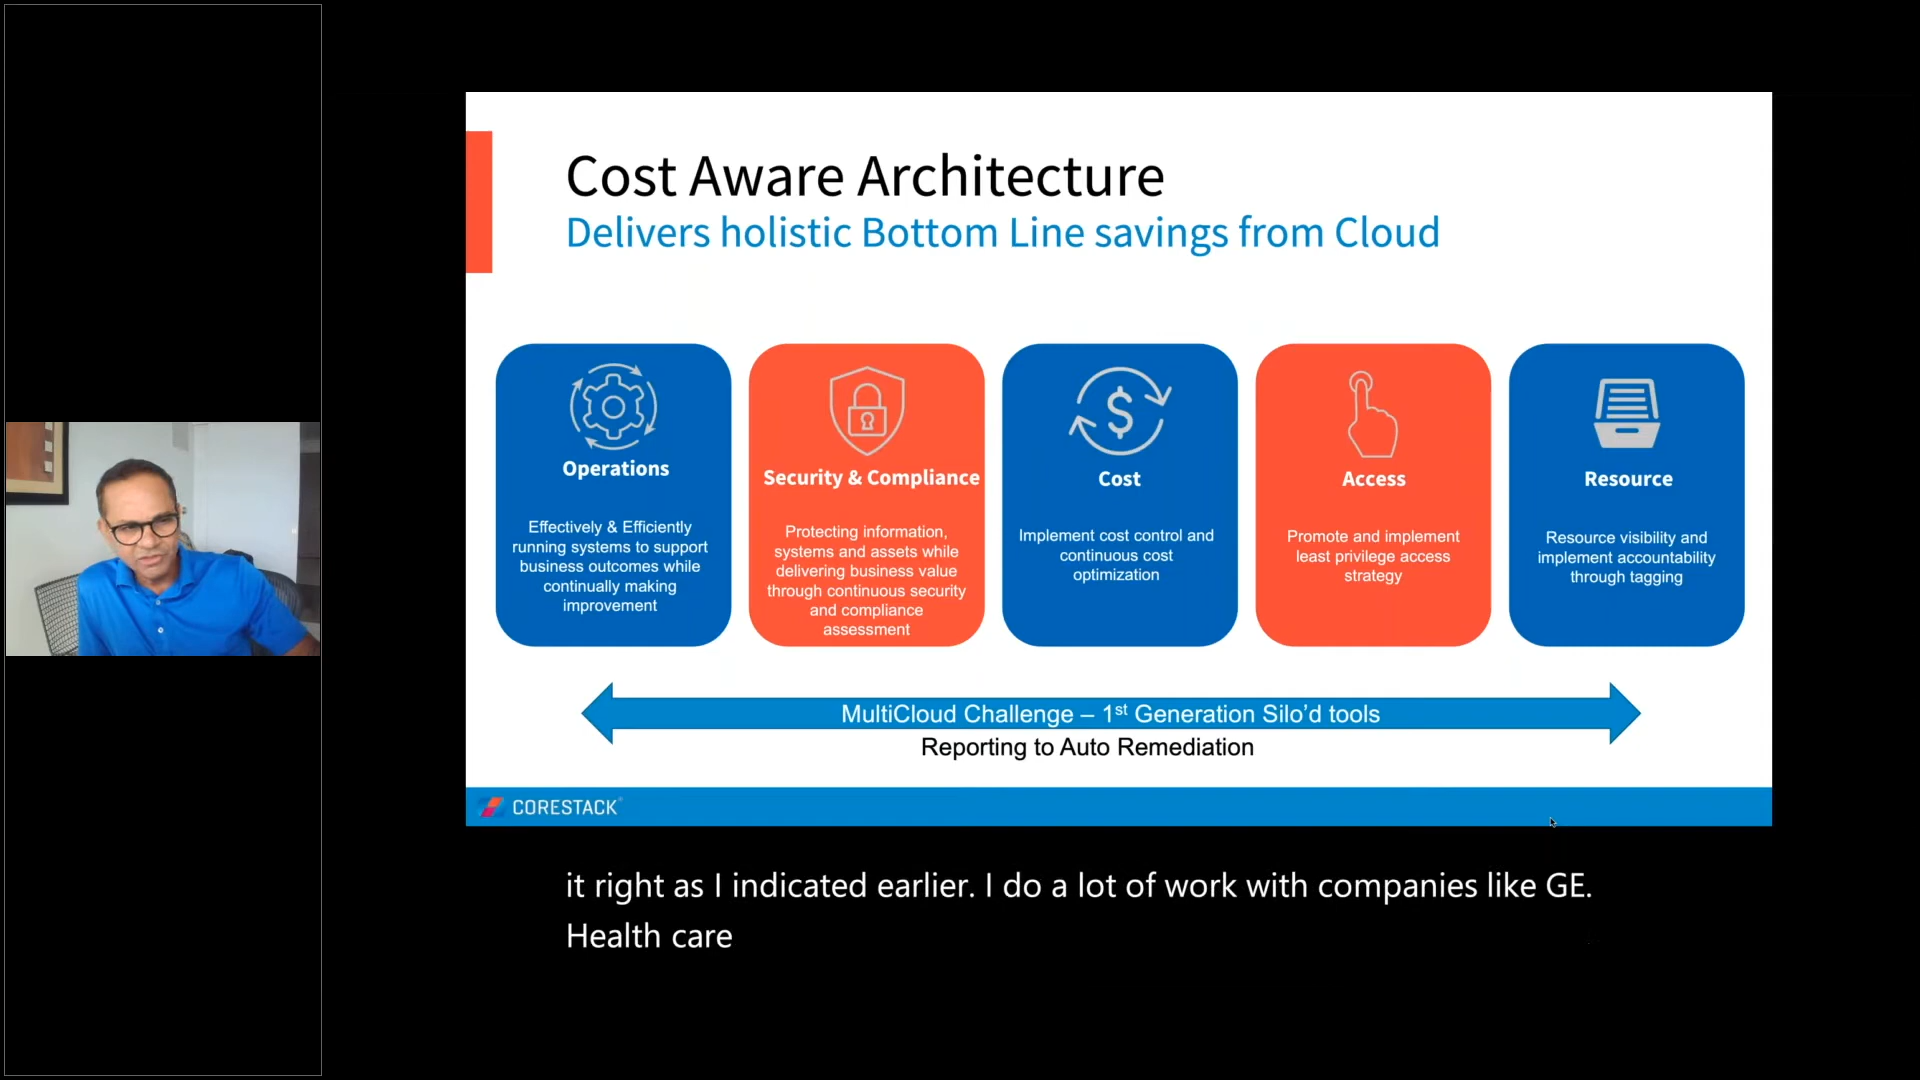 Cost Aware Architecture
Delivers holistic Bottom Line savings from Cloud
Operations
Effectively & Efficiently
running systems to support
business outcomes while
continually making
improvement
Security & Compliance
Protecting information,
systems and assets while
delivering business value
through continuous security
and compliance
assessment
Cost
Implement cost control and
continuous cost
optimization
Access
Promote and implement
least privilege access
strategy
Resource
Resource visibility and
implement accountability
through tagging
MultiCloud Challenge – 1st Generation Silo’d tools
Reporting to Auto Remediation
CORESTACK
it right as I indicated earlier. I do a lot of work with companies like GE.
Health care